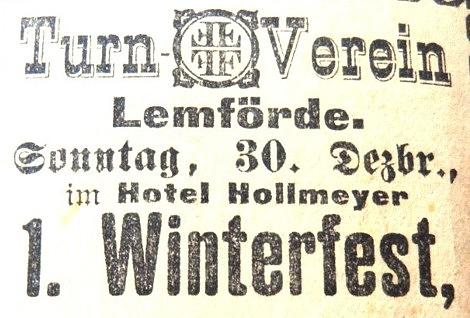 Turn-Verein
Lemförde.
Sonntag, 30. Dezbr.,
im Hotel Hollmeyer
1. Winterfest,